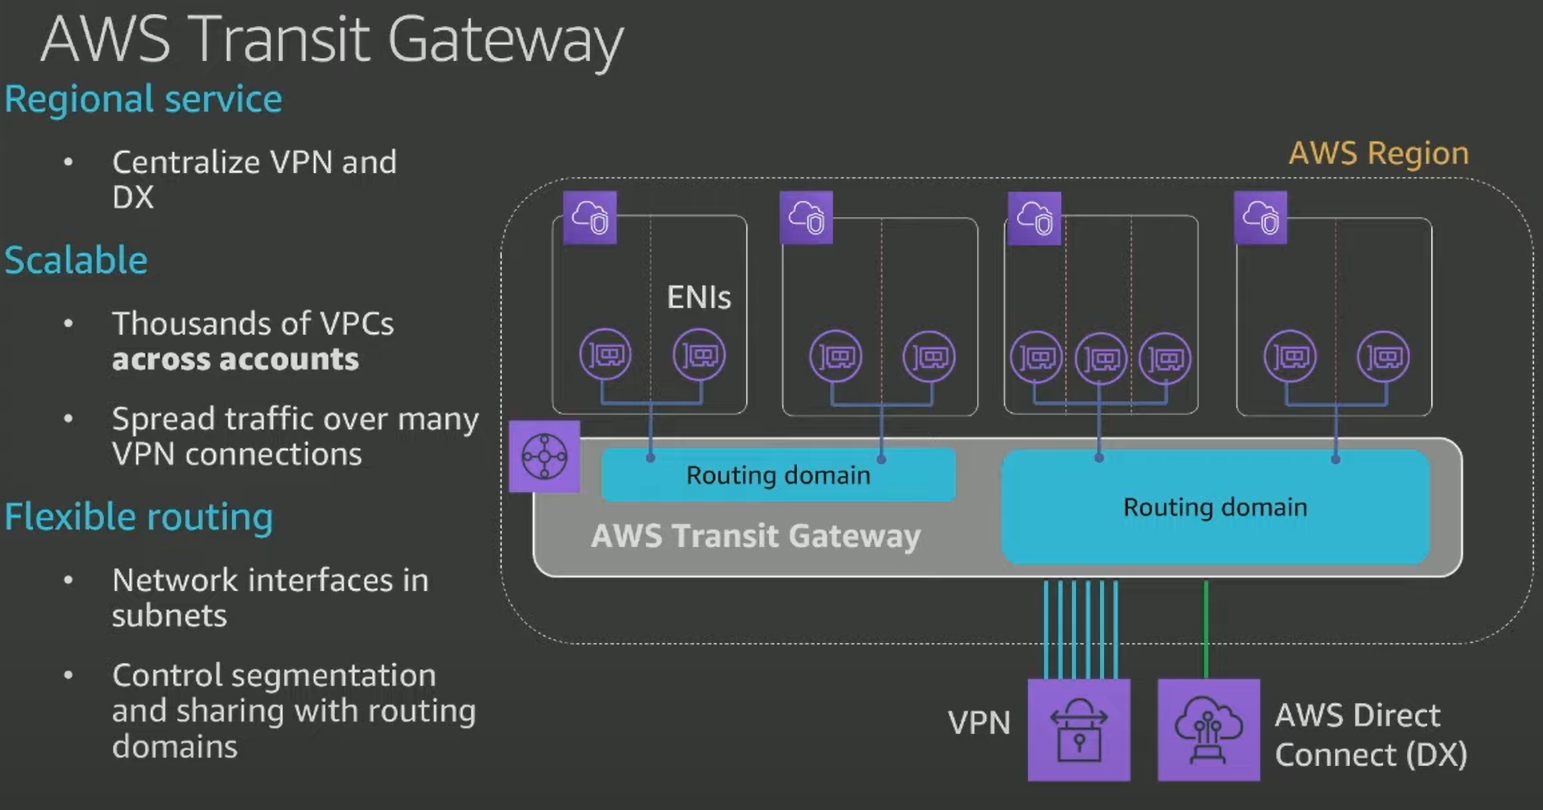 AWS Transit Gateway
Regional service
• Centralize VPN and
DX
Scalable
• Thousands of VPCs
across accounts
• Spread traffic over many
VPN connections
Flexible routing
• Network interfaces in
subnets
• Control segmentation
and sharing with routing
domains
AWS Region
ENIs
Routing domain
Routing domain
AWS Transit Gateway
VPN
AWS Direct
Connect (DX)